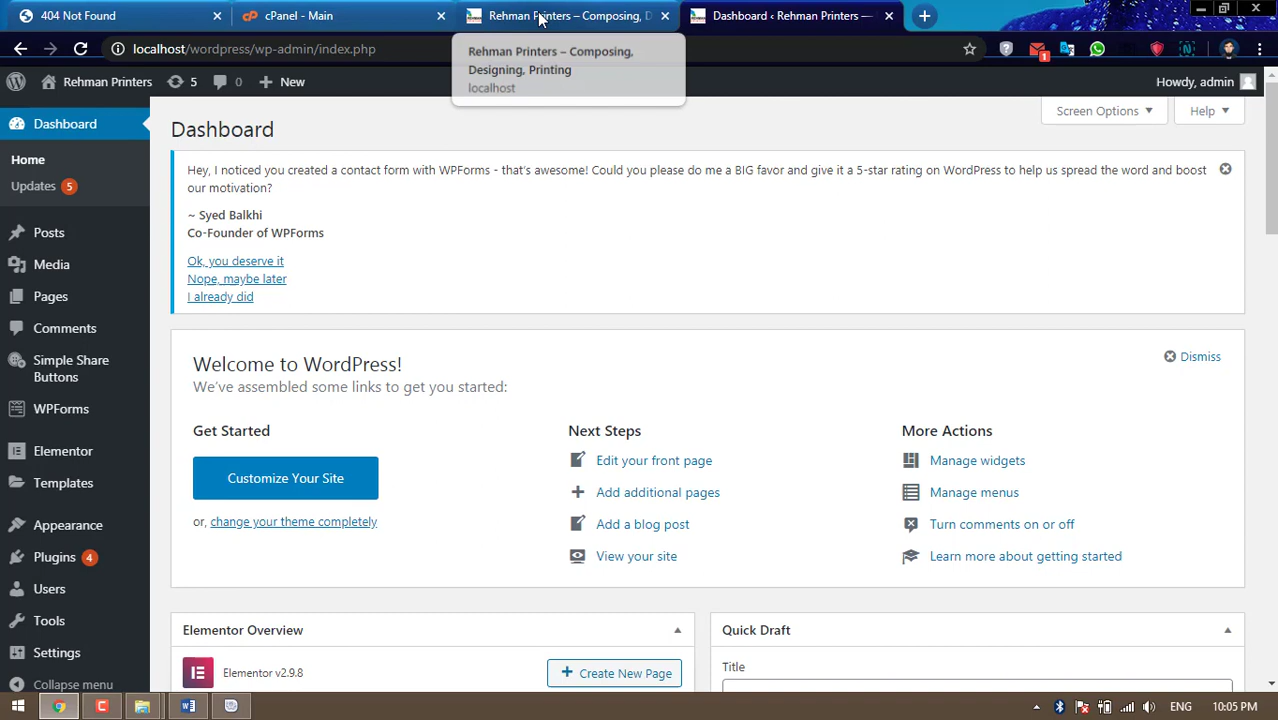 404 Not Found
cPanel - Main
Rehman Printers – Composing, D
Dashboard ‹ Rehman Printers —
localhost/wordpress/wp-admin/index.php
1
Rehman Printers – Composing,
Designing, Printing
localhost
Rehman Printers
5
0
New
Howdy, admin
Dashboard
Home
Updates 5
Posts
Media
Pages
Comments
Simple Share
Buttons
WPForms
Elementor
Templates
Appearance
Plugins 4
Users
Tools
Settings
Collapse menu
Screen Options
Help
Dashboard
Hey, I noticed you created a contact form with WPForms - that's awesome! Could you please do me a BIG favor and give it a 5-star rating on WordPress to help us spread the word and boost
our motivation?
~ Syed Balkhi
Co-Founder of WPForms
Ok, you deserve it
Nope, maybe later
I already did
Welcome to WordPress!
Dismiss
We've assembled some links to get you started:
Get Started
Customize Your Site
or, change your theme completely
Next Steps
Edit your front page
Add additional pages
Add a blog post
View your site
More Actions
Manage widgets
Manage menus
Turn comments on or off
Learn more about getting started
Elementor Overview
Elementor v2.9.8
Create New Page
Quick Draft
Title
ENG
10:05 PM